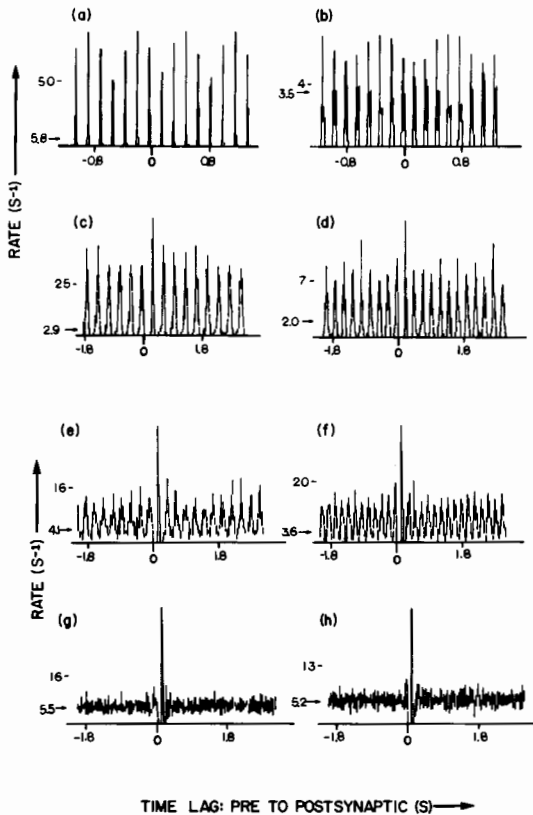 (a) (b)
50 4
5.8 3.5
-0.8 0 0.8 -0.8 0 0.8
RATE (S⁻¹)
(c) (d)
25 7
2.9 2.0
-1.8 0 1.8 -1.8 0 1.8
(e) (f)
16 20
4.1 3.6
-1.8 0 1.8 -1.8 0 1.8
RATE (S⁻¹)
(g) (h)
16 13
5.5 5.2
-1.8 0 1.8 -1.8 0 1.8
TIME LAG: PRE TO POSTSYNAPTIC (S)